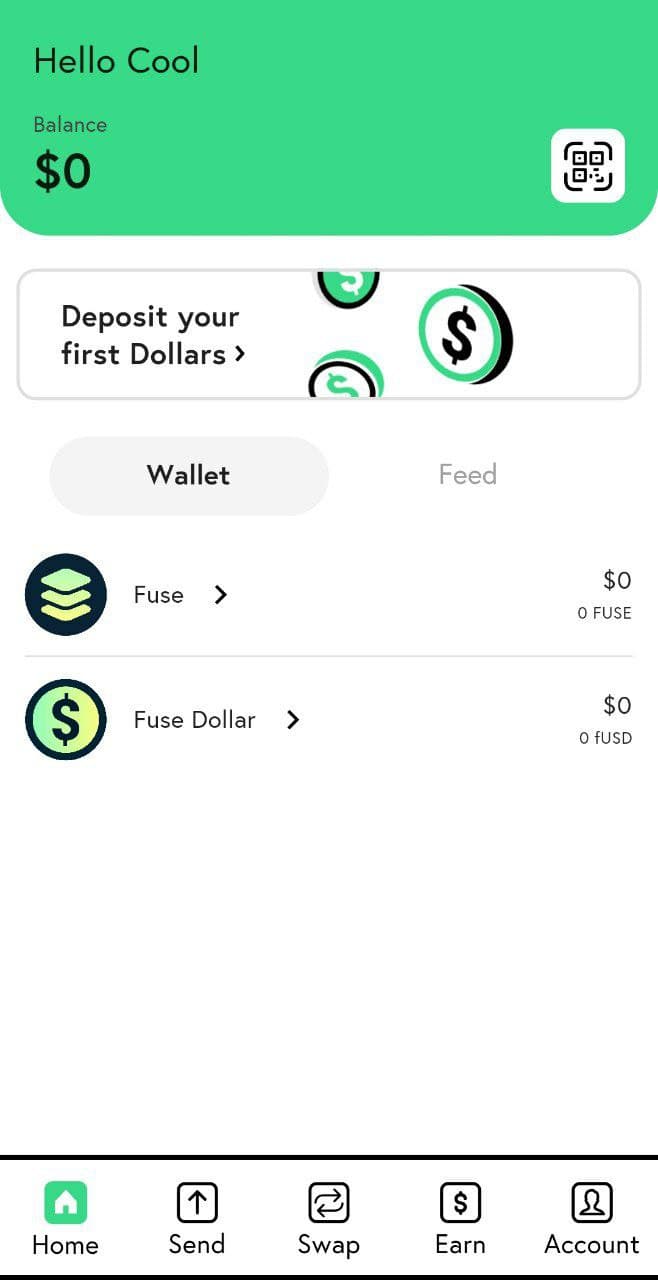 Hello Cool
Balance
$0
Deposit your
first Dollars
Wallet
Feed
Fuse
$0
0 FUSE
Fuse Dollar
$0
0 fUSD
Home
Send
Swap
Earn
Account